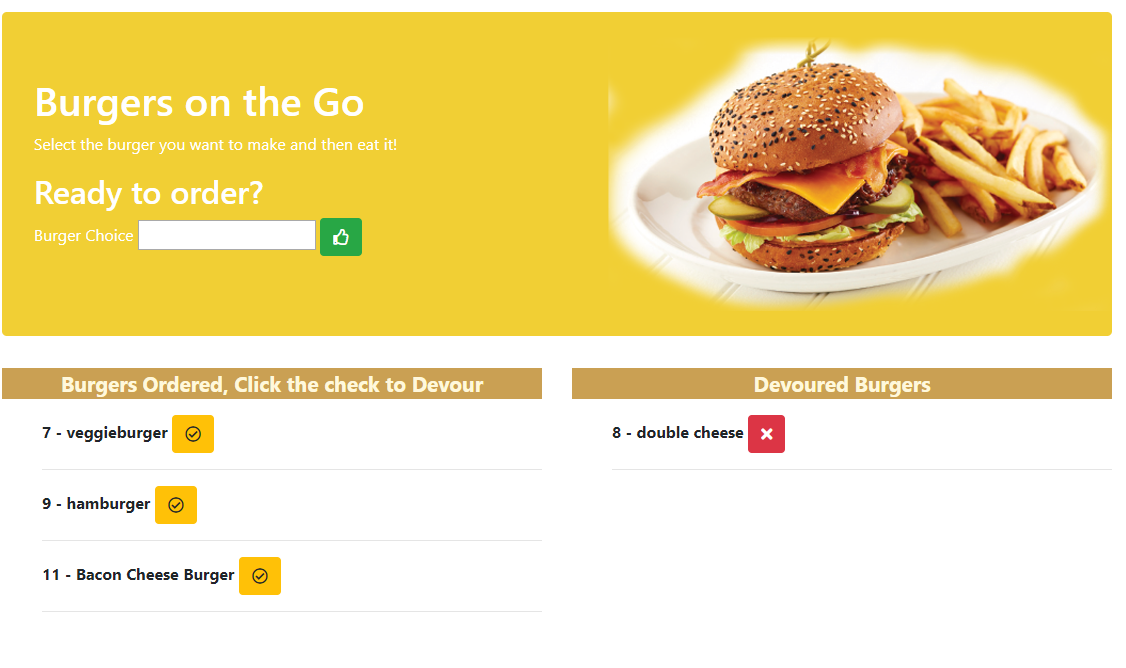 Burgers on the Go
Select the burger you want to make and then eat it!
Ready to order?
Burger Choice
Burgers Ordered, Click the check to Devour
7 - veggieburger
9 - hamburger
11 - Bacon Cheese Burger
Devoured Burgers
8 - double cheese